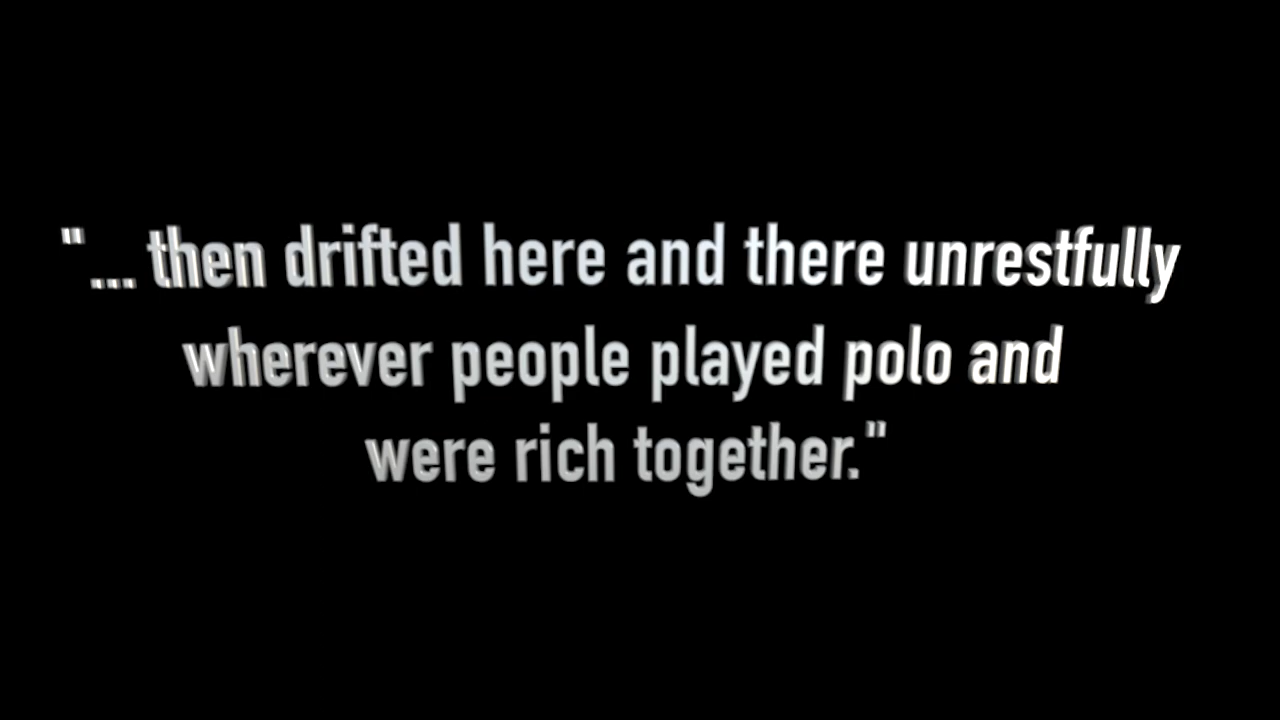 "... then drifted here and there unrestfully
wherever people played polo and
were rich together."